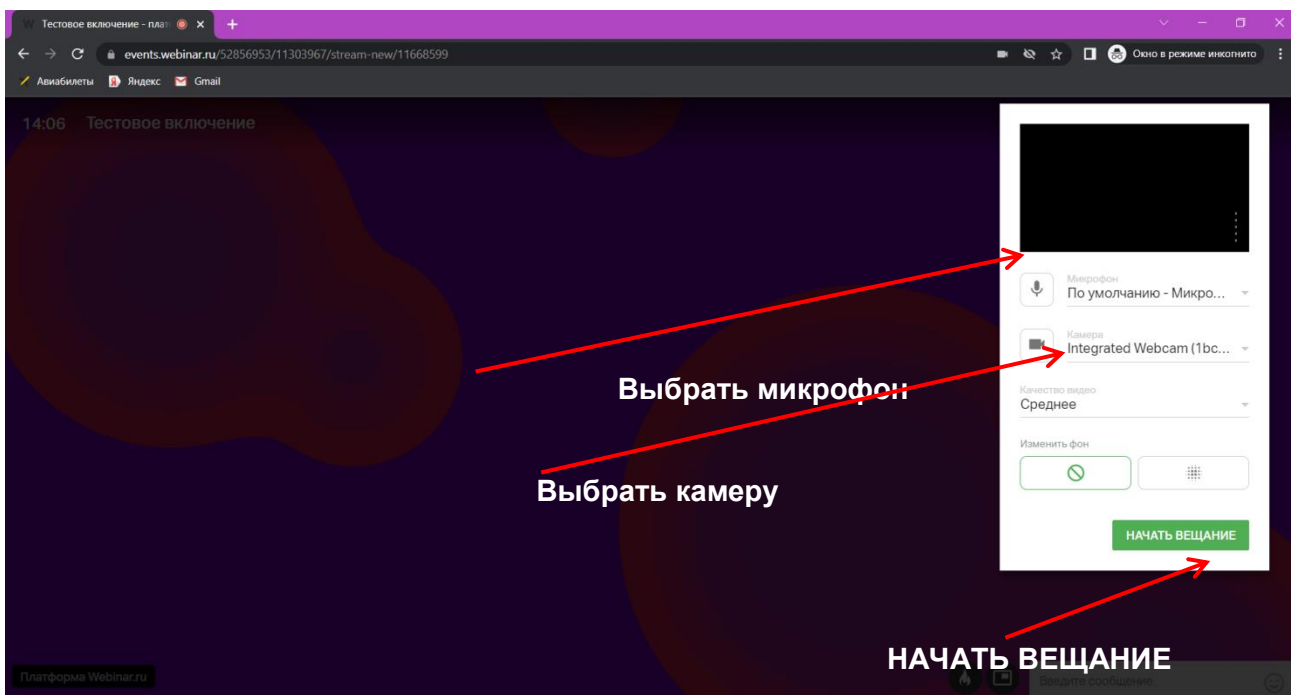 Тестовое включение - плат
events.webinar.ru/52856953/11303967/stream-new/11668599
Окно в режиме инкогнито
Авиабилеты Яндекс Gmail
14:06 Тестовое включение
Микрофон
По умолчанию - Микро...
Камера
Integrated Webcam (1bc...
Выбрать микрофон
Качество видео
Среднее
Изменить фон
Выбрать камеру
НАЧАТЬ ВЕЩАНИЕ
НАЧАТЬ ВЕЩАНИЕ
Платформа Webinar.ru
Введите сообщение